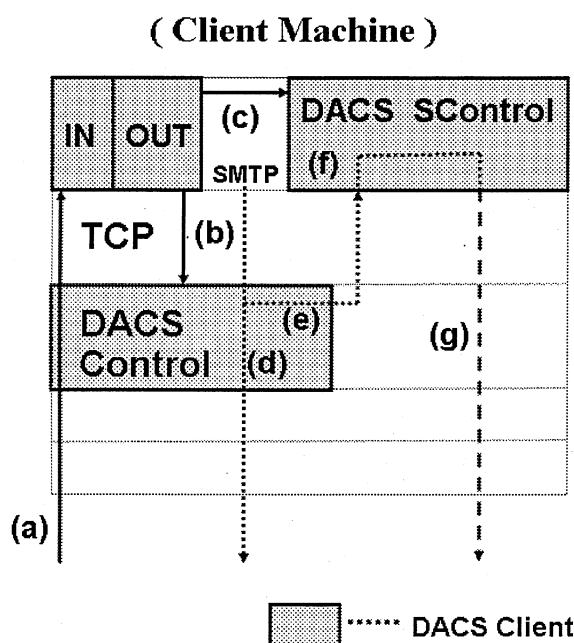 ( Client Machine )
IN OUT (c) DACS SControl
(f)
SMTP
TCP (b)
DACS (e)
Control (d) (g)
(a)
DACS Client